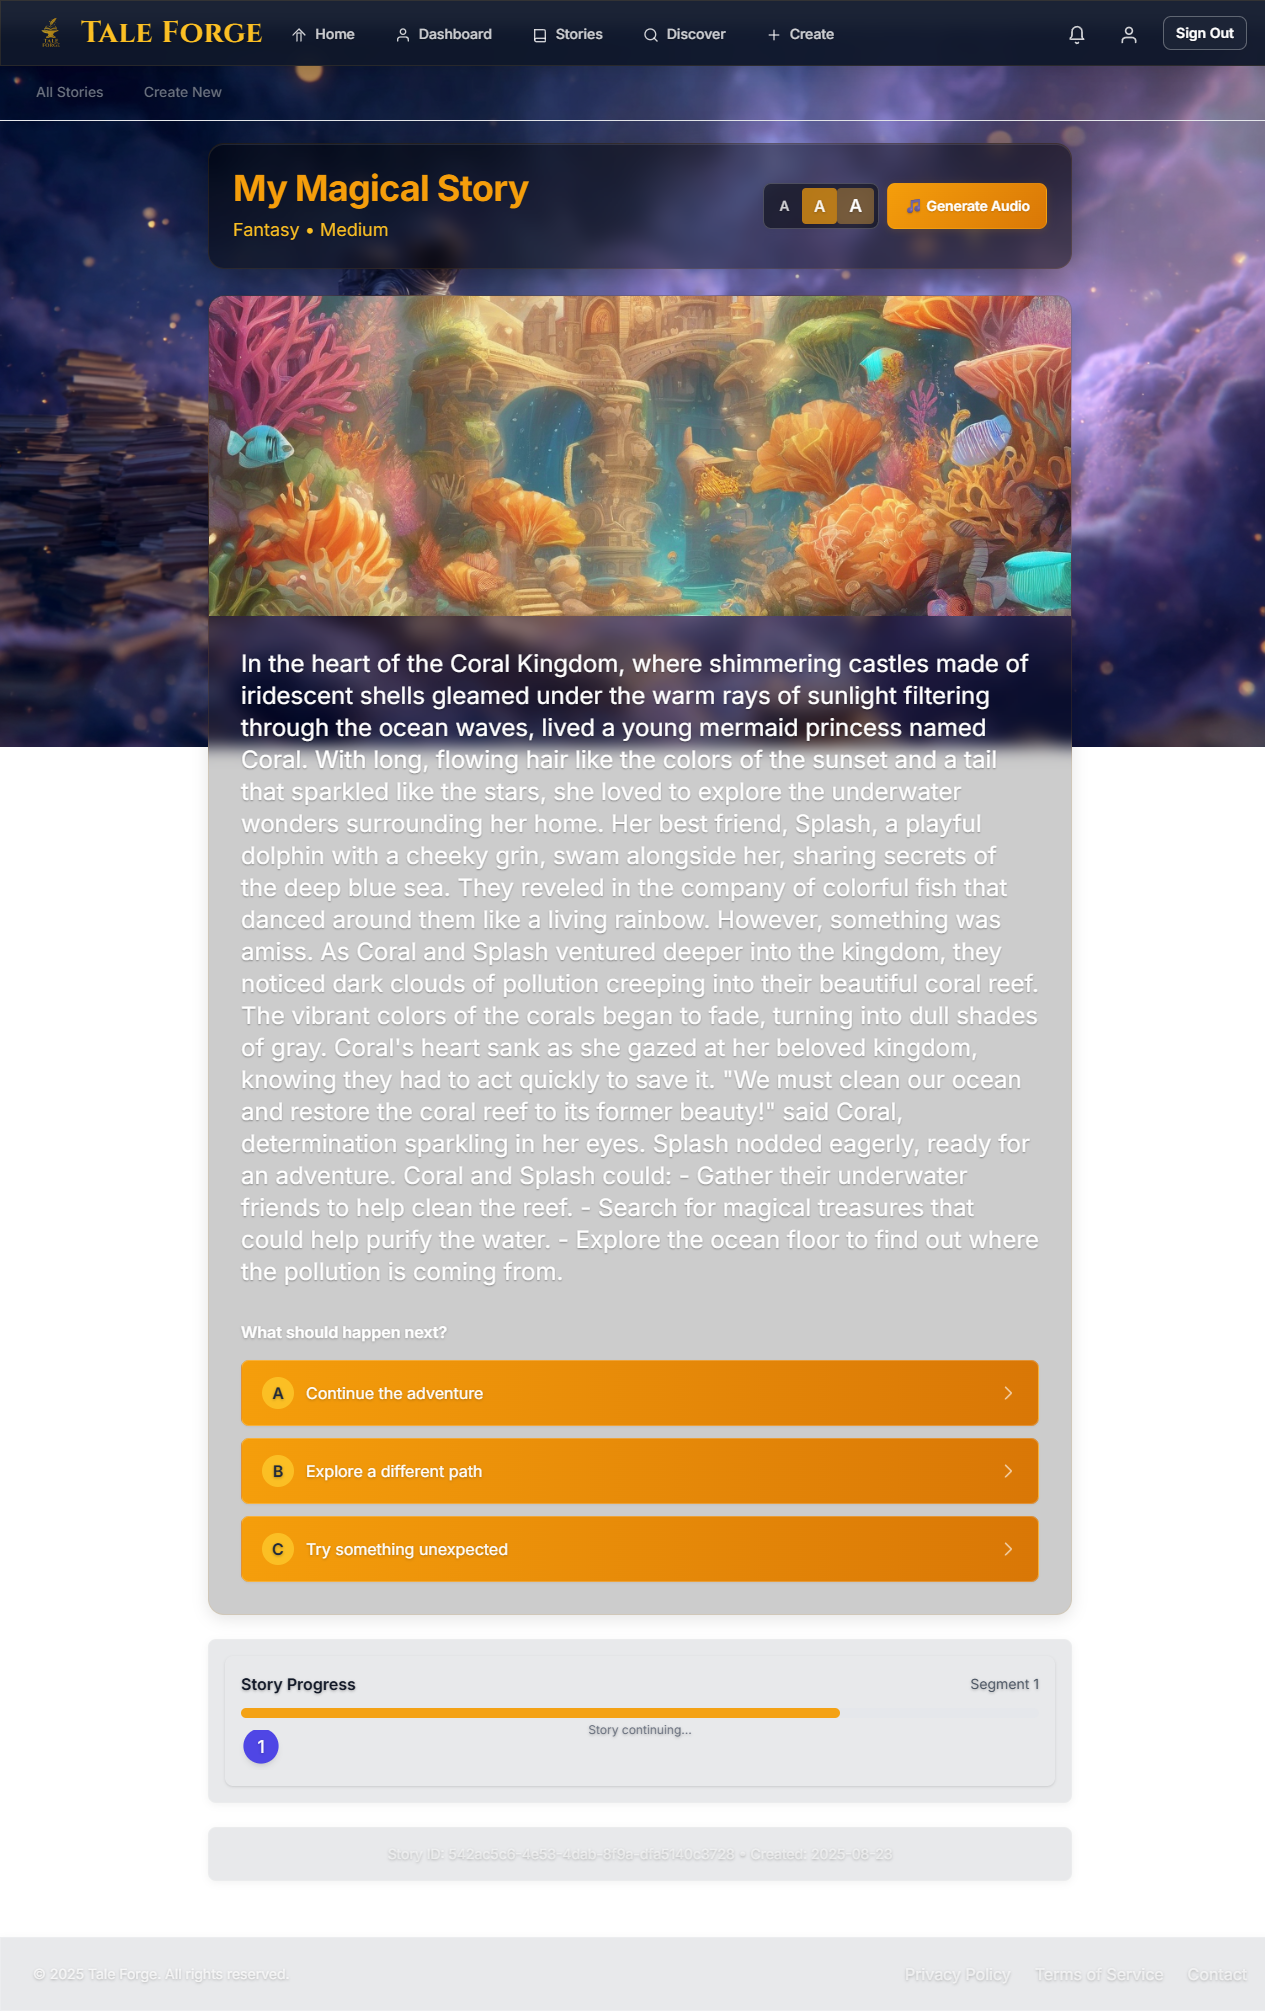 TALE FORGE
Home
Dashboard
Stories
Discover
Create
Sign Out
All Stories
Create New
My Magical Story
Fantasy • Medium
A
A
A
🎵 Generate Audio
In the heart of the Coral Kingdom, where shimmering castles made of
iridescent shells gleamed under the warm rays of sunlight filtering
through the ocean waves, lived a young mermaid princess named
Coral. With long, flowing hair like the colors of the sunset and a tail
that sparkled like the stars, she loved to explore the underwater
wonders surrounding her home. Her best friend, Splash, a playful
dolphin with a cheeky grin, swam alongside her, sharing secrets of
the deep blue sea. They reveled in the company of colorful fish that
danced around them like a living rainbow. However, something was
amiss. As Coral and Splash ventured deeper into the kingdom, they
noticed dark clouds of pollution creeping into their beautiful coral reef.
The vibrant colors of the corals began to fade, turning into dull shades
of gray. Coral's heart sank as she gazed at her beloved kingdom,
knowing they had to act quickly to save it. "We must clean our ocean
and restore the coral reef to its former beauty!" said Coral,
determination sparkling in her eyes. Splash nodded eagerly, ready for
an adventure. Coral and Splash could: - Gather their underwater
friends to help clean the reef. - Search for magical treasures that
could help purify the water. - Explore the ocean floor to find out where
the pollution is coming from.
What should happen next?
A Continue the adventure
B Explore a different path
C Try something unexpected
Story Progress
Segment 1
Story continuing...
1
Story ID: 542ac5c6-4e53-4dab-8f9a-dfa5140c3728 • Created: 2025-08-23
© 2025 Tale Forge. All rights reserved.
Privacy Policy
Terms of Service
Contact